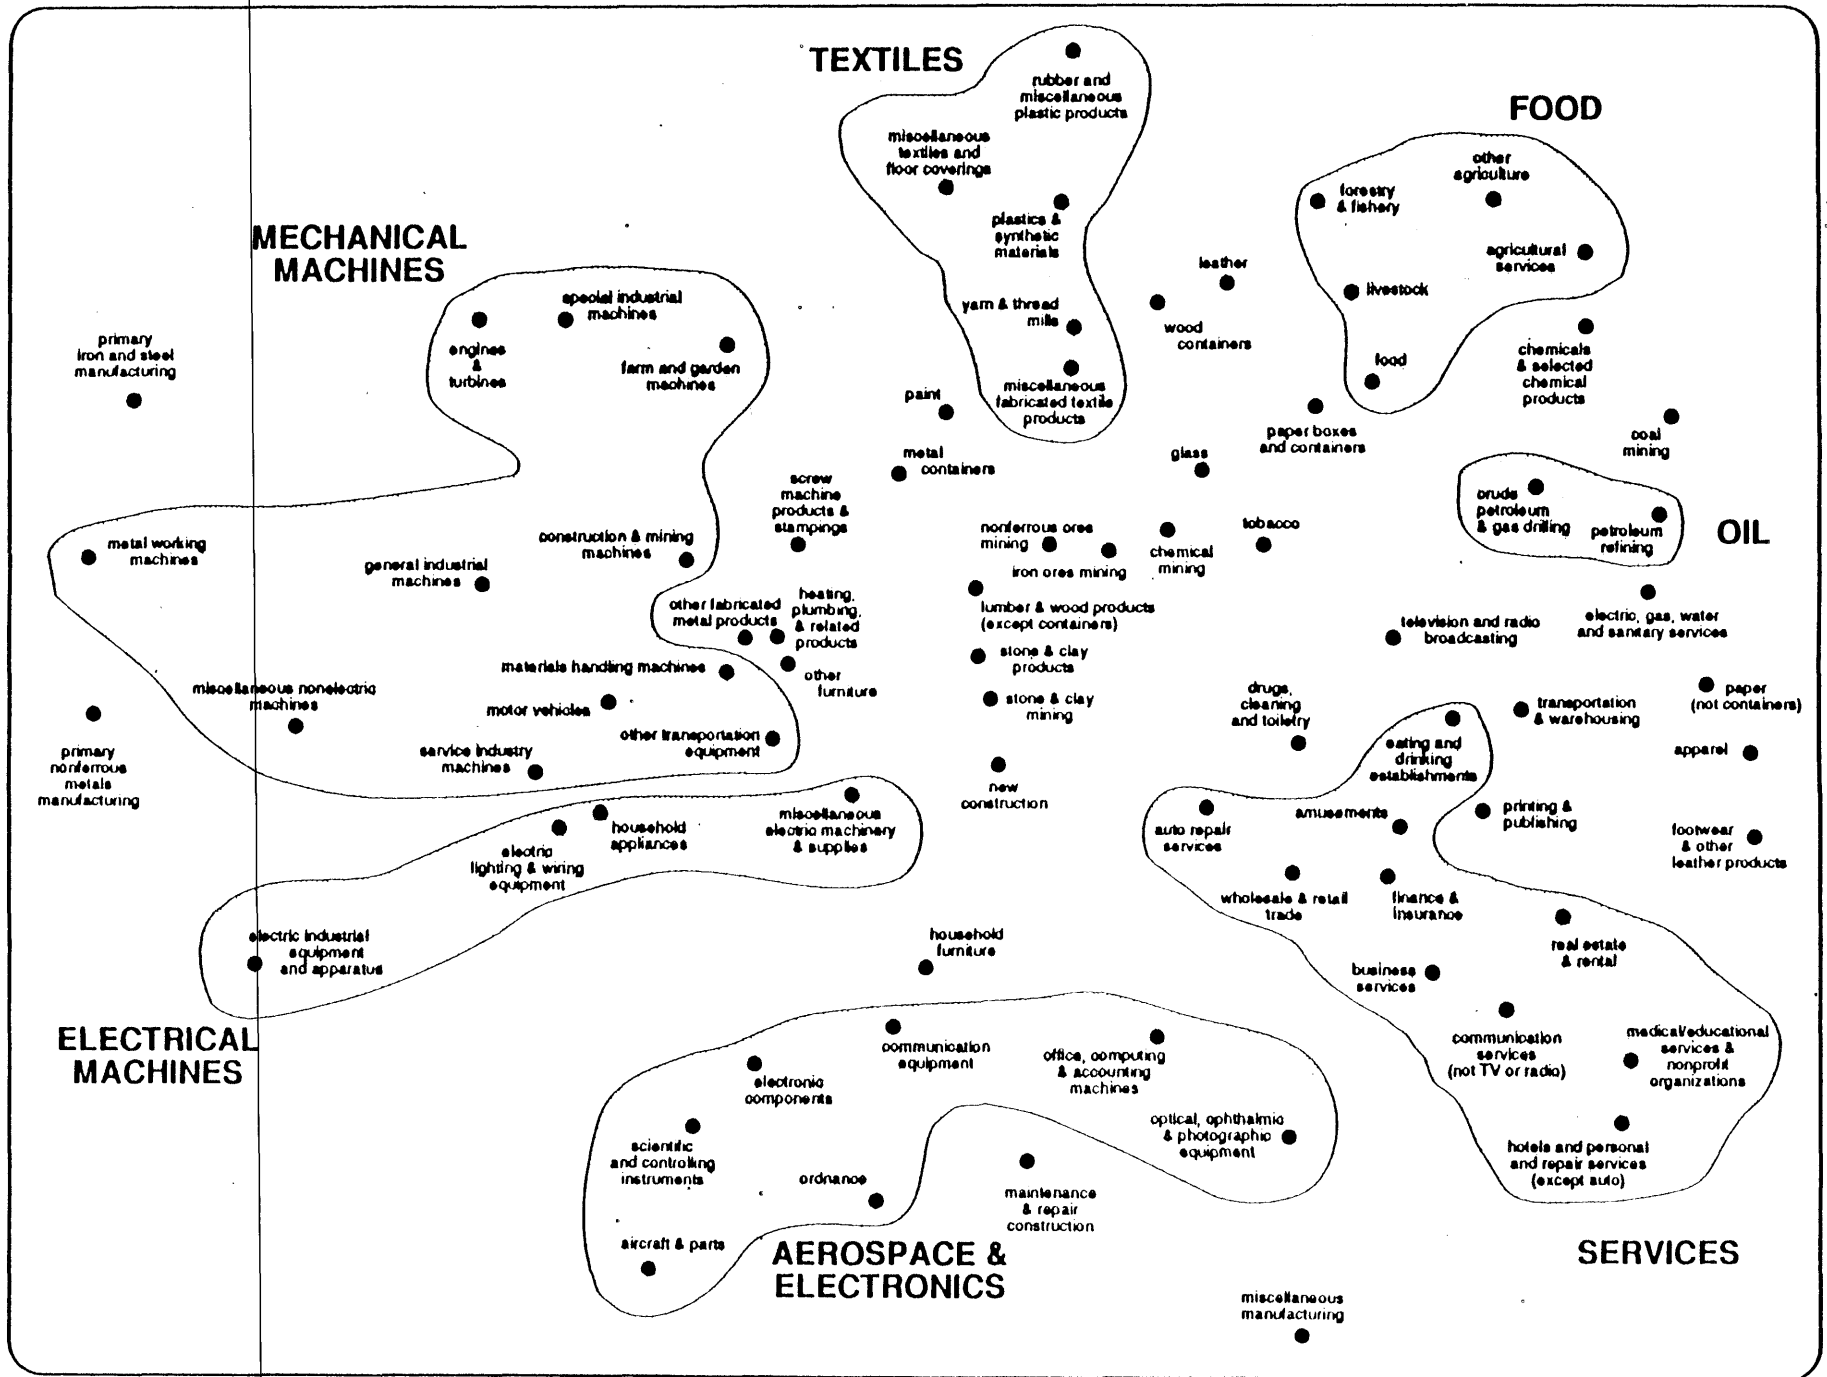 TEXTILES
rubber and
miscellaneous
plastic products
miscellaneous
textiles and
floor coverings
plastics &
synthetic
materials
yarn & thread
mills
miscellaneous
fabricated textile
products
FOOD
other
agriculture
forestry
& fishery
agricultural
services
livestock
food
leather
wood
containers
chemicals
& selected
chemical
products
coal
mining
paper boxes
and containers
glass
MECHANICAL
MACHINES
special industrial
machines
engines
&
turbines
farm and garden
machines
primary
iron and steel
manufacturing
paint
metal
containers
screw
machine
products &
stampings
metal working
machines
general industrial
machines
construction & mining
machines
other fabricated
metal products
heating,
plumbing,
& related
products
other
furniture
materials handling machines
miscellaneous nonelectric
machines
motor vehicles
other transportation
equipment
service industry
machines
primary
nonferrous
metals
manufacturing
nonferrous ores
mining
iron ores mining
chemical
mining
tobacco
lumber & wood products
(except containers)
stone & clay
products
stone & clay
mining
new
construction
OIL
crude
petroleum
& gas drilling
petroleum
refining
electric, gas, water
and sanitary services
television and radio
broadcasting
drugs,
cleaning
and toiletry
transportation
& warehousing
paper
(not containers)
apparel
eating and
drinking
establishments
printing &
publishing
footwear
& other
leather products
auto repair
services
amusements
wholesale & retail
trade
finance &
insurance
real estate
& rental
business
services
communication
services
(not TV or radio)
medical/educational
services &
nonprofit
organizations
hotels and personal
and repair services
(except auto)
SERVICES
miscellaneous
electric machinery
& supplies
household
appliances
electric
lighting & wiring
equipment
electric industrial
equipment
and apparatus
ELECTRICAL
MACHINES
household
furniture
communication
equipment
office, computing
& accounting
machines
electronic
components
optical, ophthalmic
& photographic
equipment
scientific
and controlling
instruments
ordnance
maintenance
& repair
construction
aircraft & parts
AEROSPACE &
ELECTRONICS
miscellaneous
manufacturing